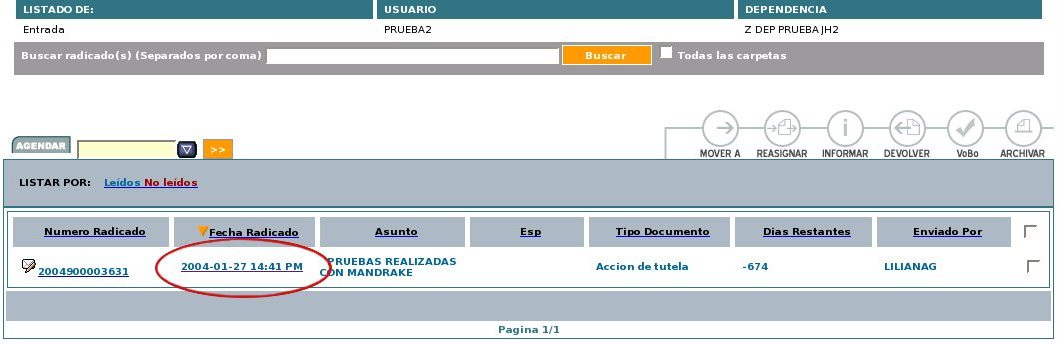 LISTADO DE: USUARIO DEPENDENCIA
Entrada PRUEBA2 Z DEP PRUEBA JH2
Buscar radicado(s) (Separados por coma) Buscar Todas las carpetas
AGENDAR >>
MOVER A REASIGNAR INFORMAR DEVOLVER VoBo ARCHIVAR
LISTAR POR: Leídos No leídos
Numero Radicado Fecha Radicado Asunto Esp Tipo Documento Dias Restantes Enviado Por
2004900003631 2004-01-27 14:41 PM PRUEBAS REALIZADAS CON MANDRAKE Accion de tutela -674 LILIANAG
Pagina 1/1